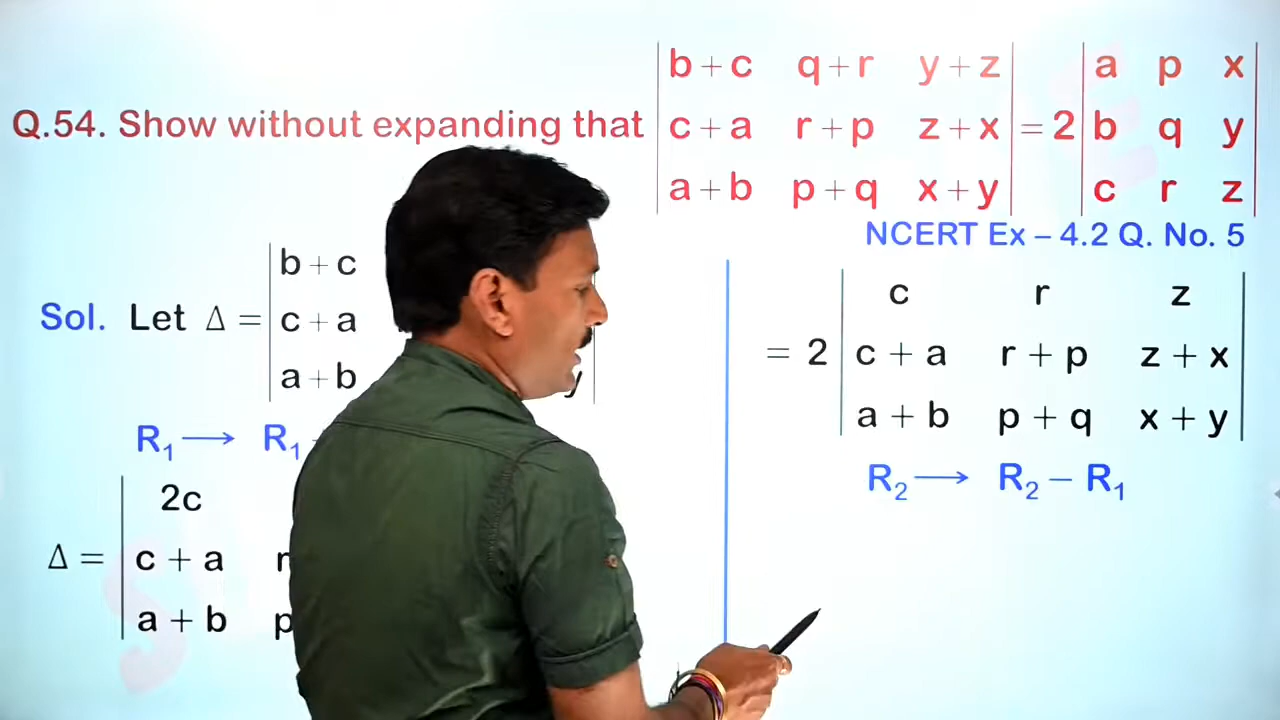 Q.54. Show without expanding that | b+c q+r y+z | = 2 | a p x |
| c+a r+p z+x | | b q y |
| a+b p+q x+y | | c r z |
NCERT Ex – 4.2 Q. No. 5
Sol. Let Δ = | b+c
c+a
a+b y |
R₁ ⟶ R₁
Δ = | 2c
c+a
a+b p
= 2 | c r z |
| c+a r+p z+x |
| a+b p+q x+y |
R₂ ⟶ R₂ – R₁